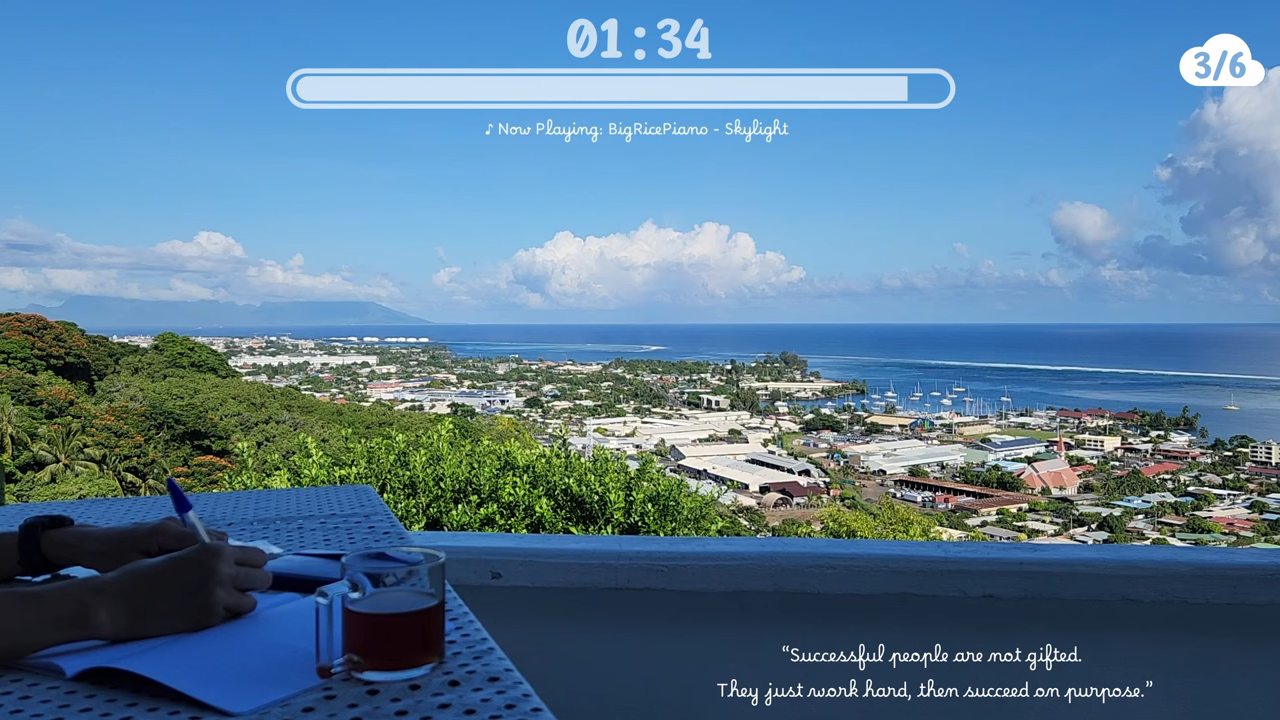 01:34
3/6
♪ Now Playing: BigRicePiano - Skylight
“Successful people are not gifted.
They just work hard, then succeed on purpose.”